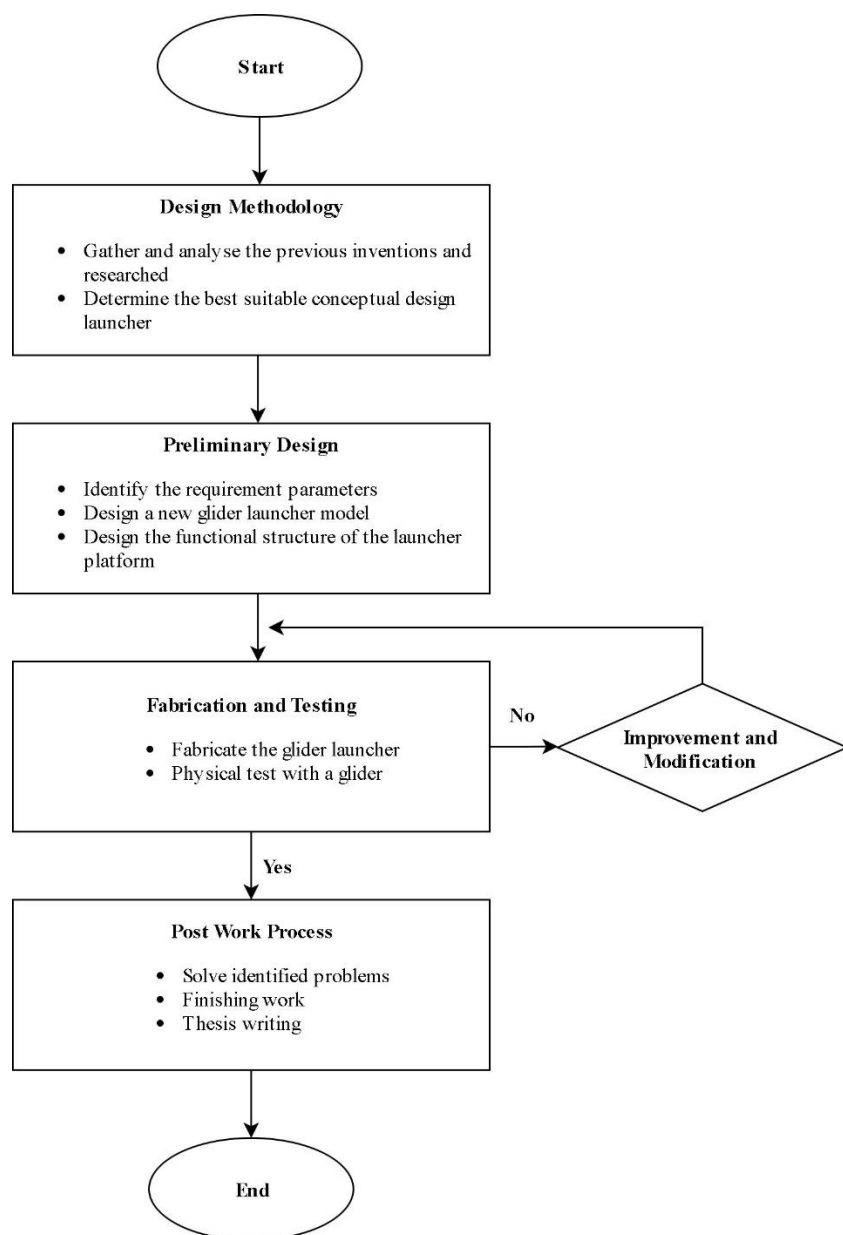 Start
Design Methodology
• Gather and analyse the previous inventions and
researched
• Determine the best suitable conceptual design
launcher
Preliminary Design
• Identify the requirement parameters
• Design a new glider launcher model
• Design the functional structure of the launcher
platform
Fabrication and Testing
• Fabricate the glider launcher
• Physical test with a glider
No
Improvement and
Modification
Yes
Post Work Process
• Solve identified problems
• Finishing work
• Thesis writing
End